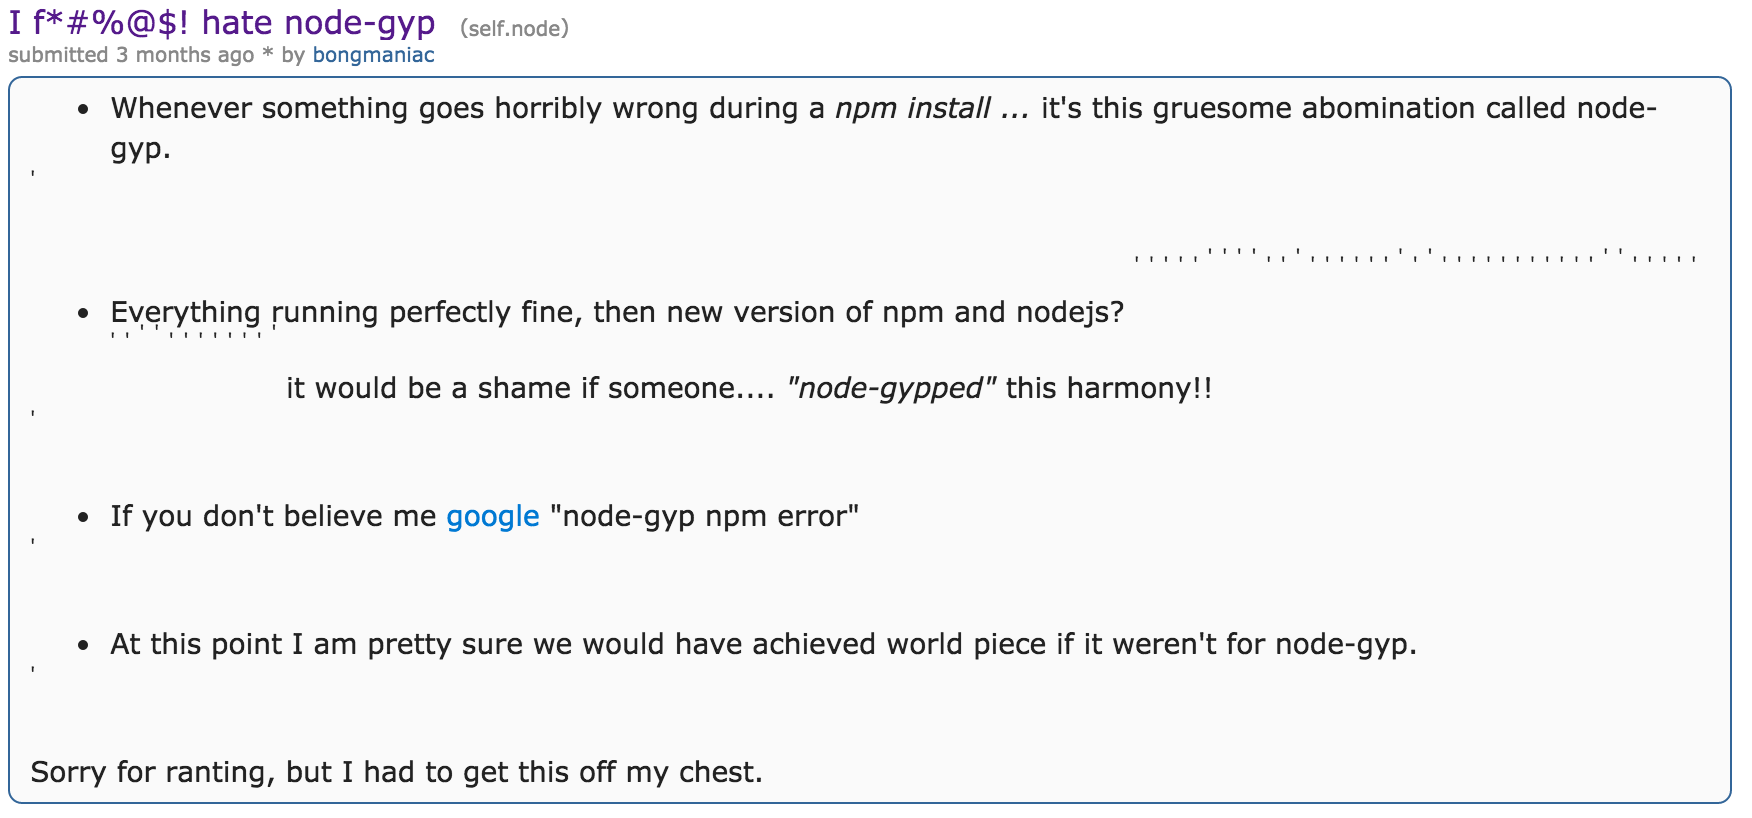 I f*#%@$! hate node-gyp (self.node)
submitted 3 months ago * by bongmaniac
• Whenever something goes horribly wrong during a npm install ... it's this gruesome abomination called node-
gyp.
'
'''''''''''''''''''''''''''''''''''''''
• Everything running perfectly fine, then new version of npm and nodejs?
''''''''''''
it would be a shame if someone.... "node-gypped" this harmony!!
'
• If you don't believe me google "node-gyp npm error"
'
• At this point I am pretty sure we would have achieved world piece if it weren't for node-gyp.
'
Sorry for ranting, but I had to get this off my chest.